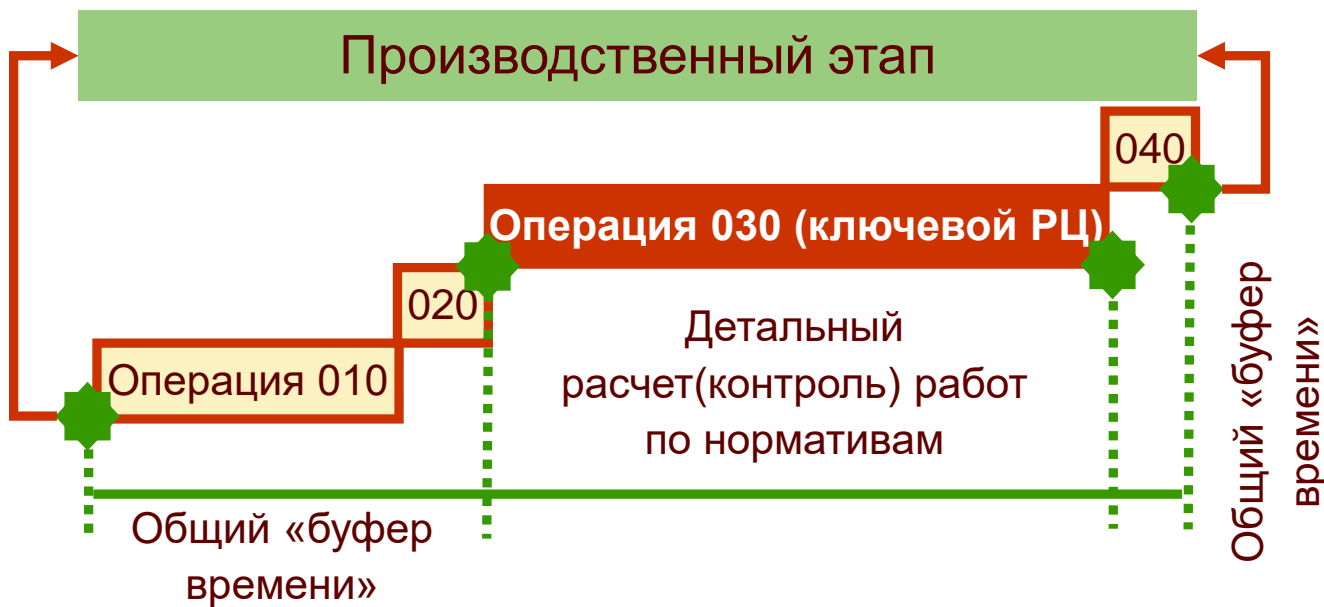 Производственный этап
040
Операция 030 (ключевой РЦ)
020
Операция 010
Детальный
расчет(контроль) работ
по нормативам
Общий «буфер
времени»
Общий «буфер
времени»